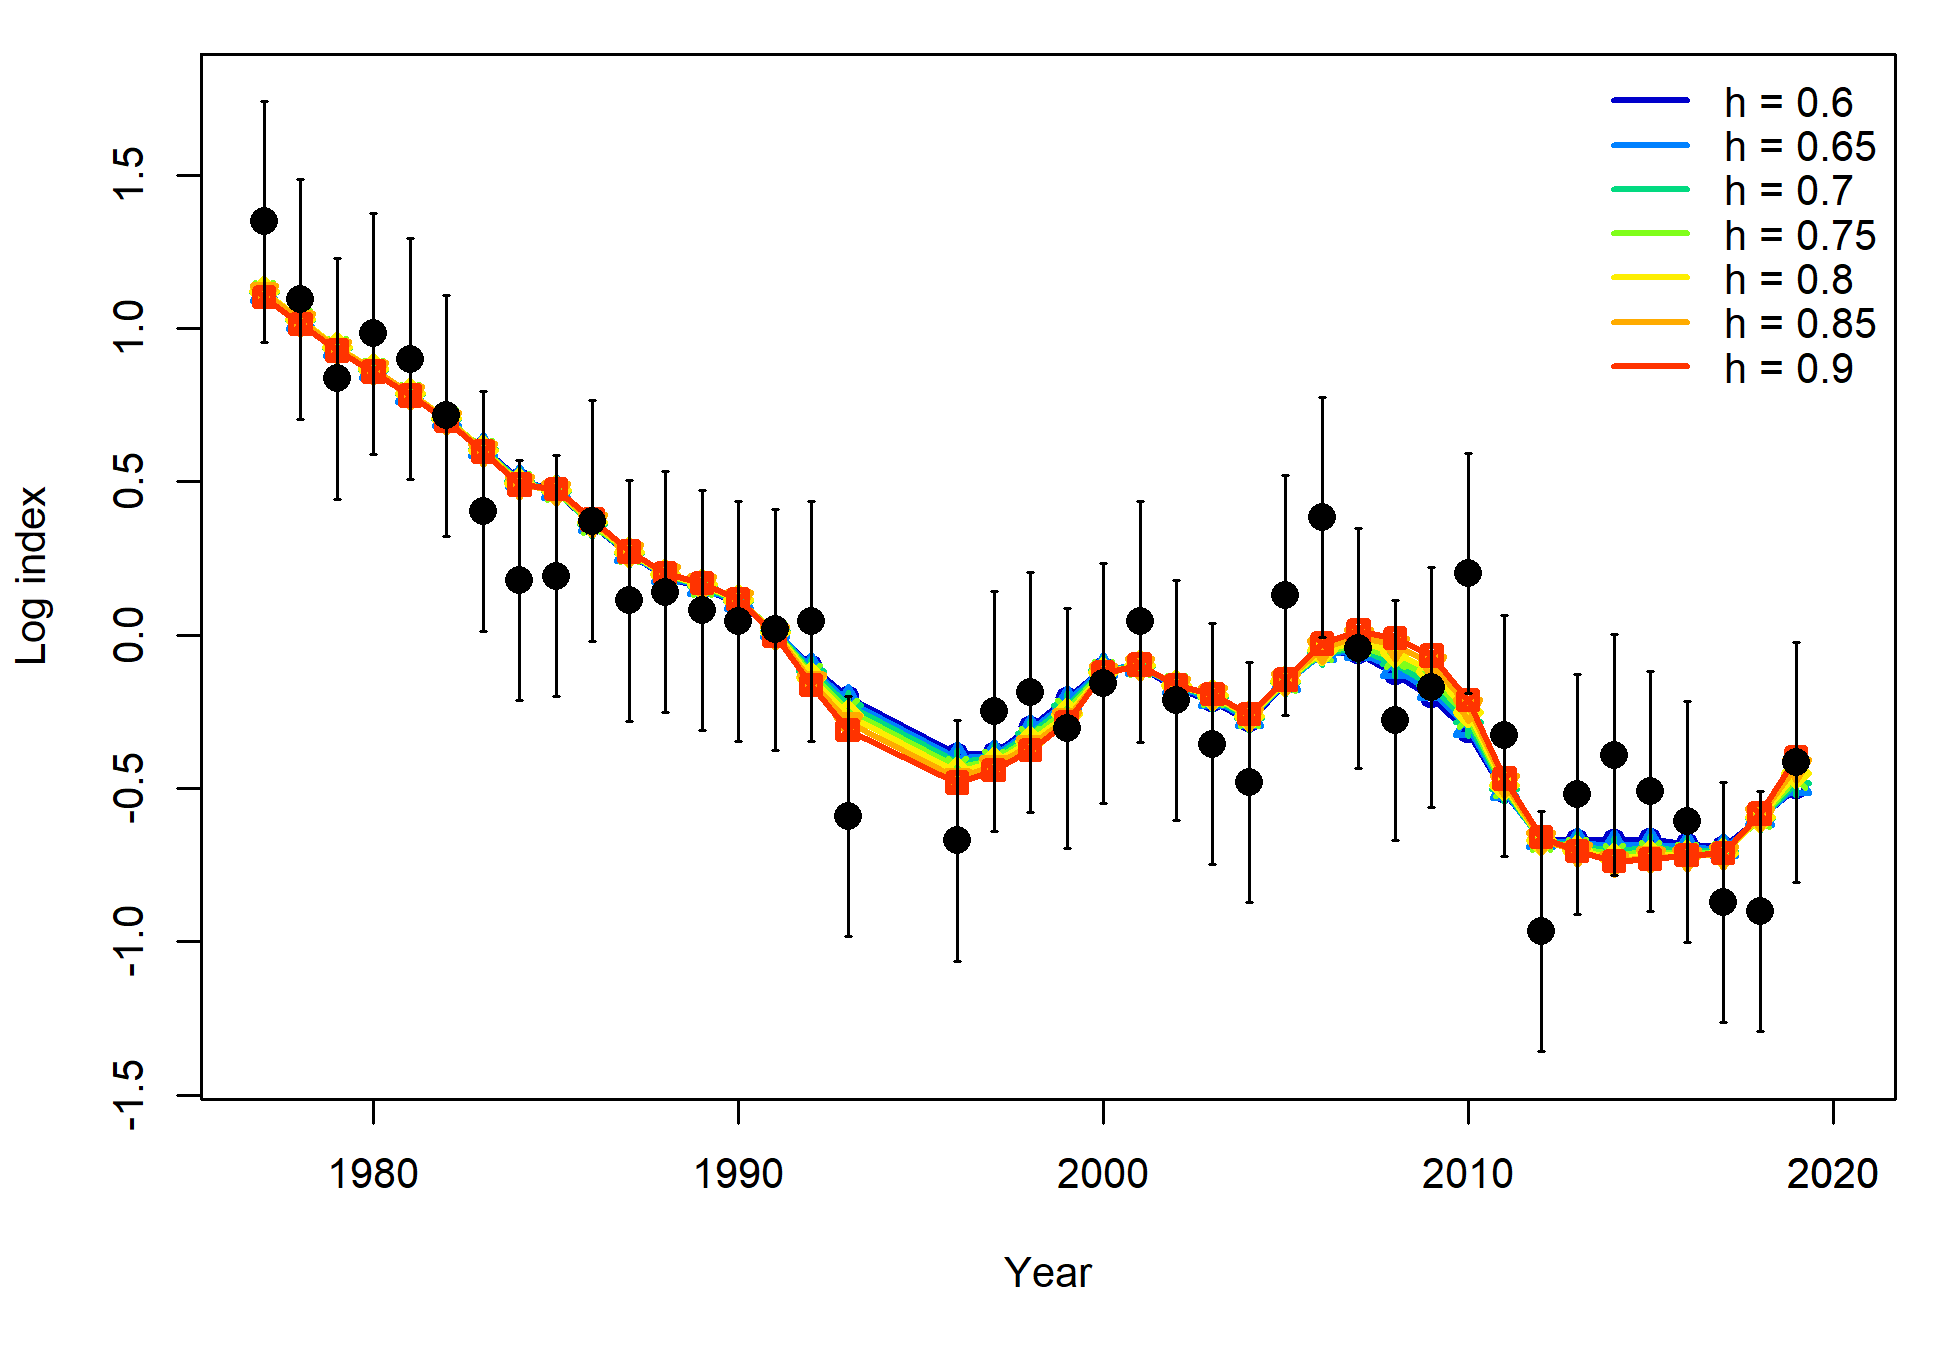 h = 0.6
h = 0.65
h = 0.7
h = 0.75
h = 0.8
h = 0.85
h = 0.9
Log index
1.5
1.0
0.5
0.0
-0.5
-1.0
-1.5
1980 1990 2000 2010 2020
Year